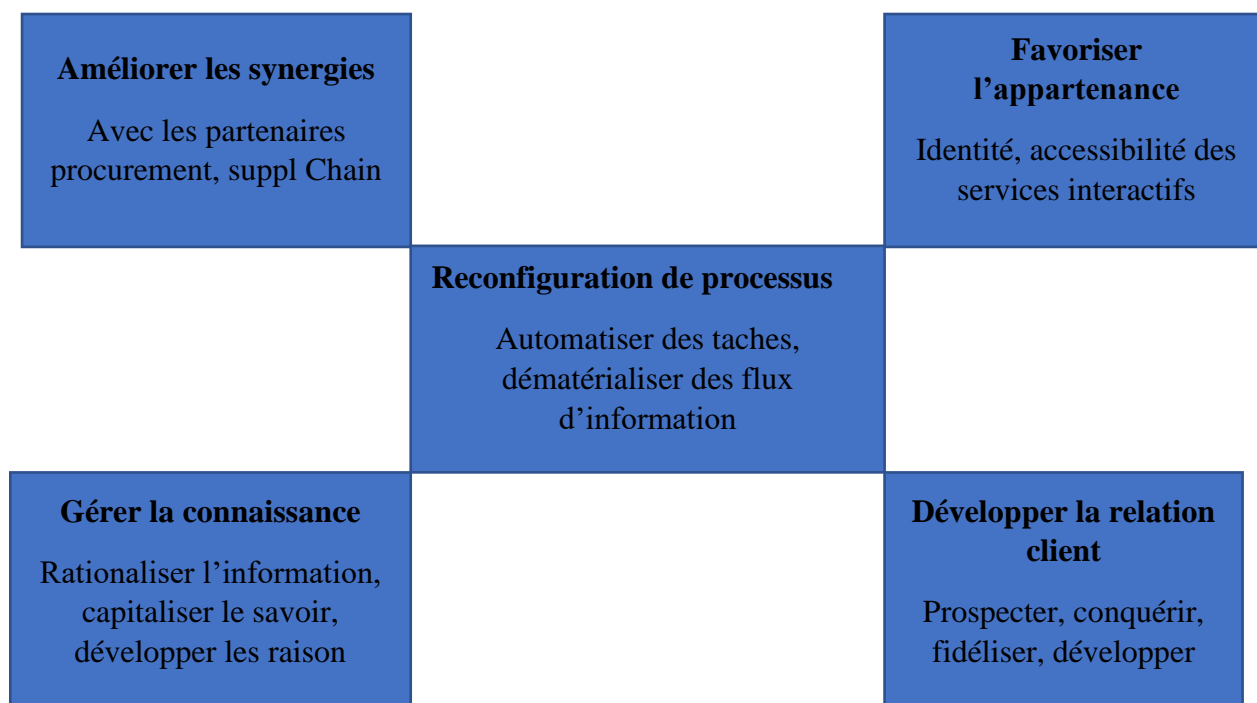 Améliorer les synergies
Avec les partenaires
procurement, suppl Chain
Favoriser
l’appartenance
Identité, accessibilité des
services interactifs
Reconfiguration de processus
Automatiser des taches,
dématérialiser des flux
d’information
Gérer la connaissance
Rationaliser l’information,
capitaliser le savoir,
développer les raison
Développer la relation
client
Prospecter, conquérir,
fidéliser, développer